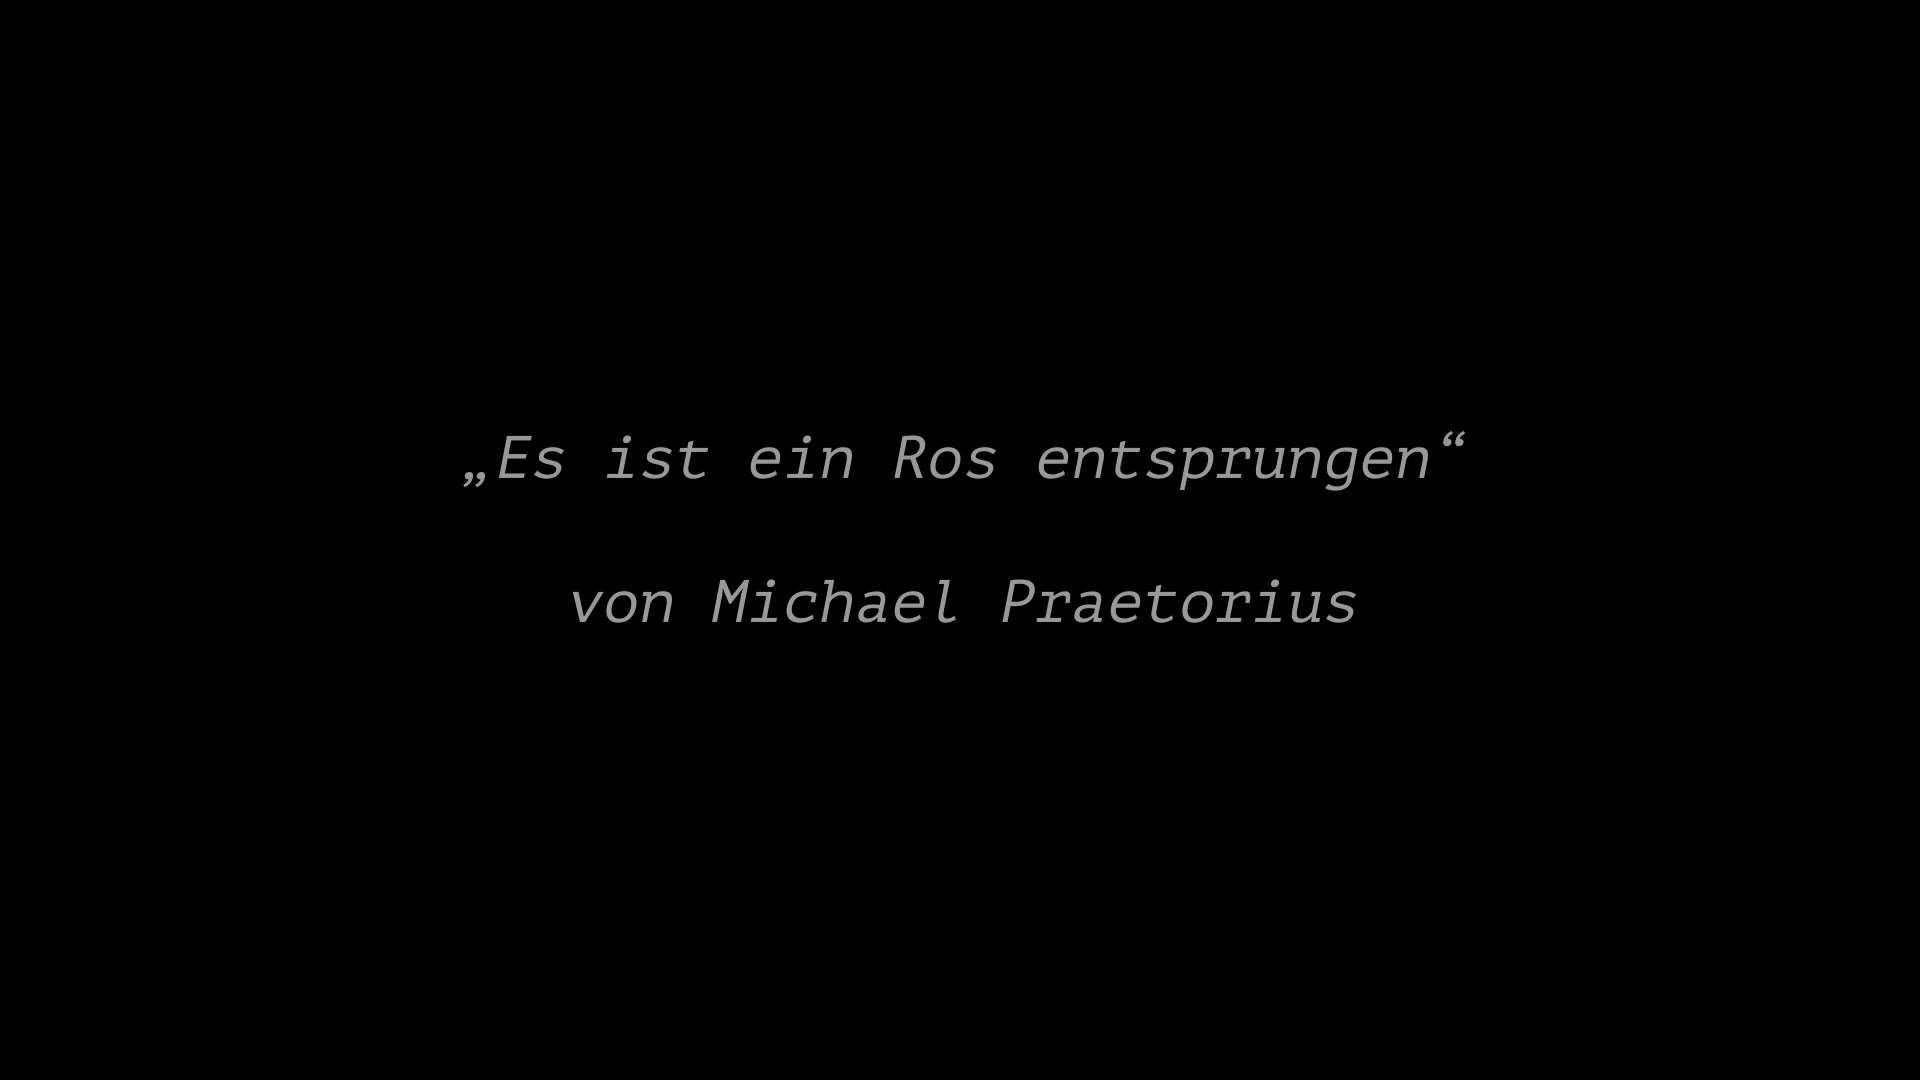 „Es ist ein Ros entsprungen“
von Michael Praetorius